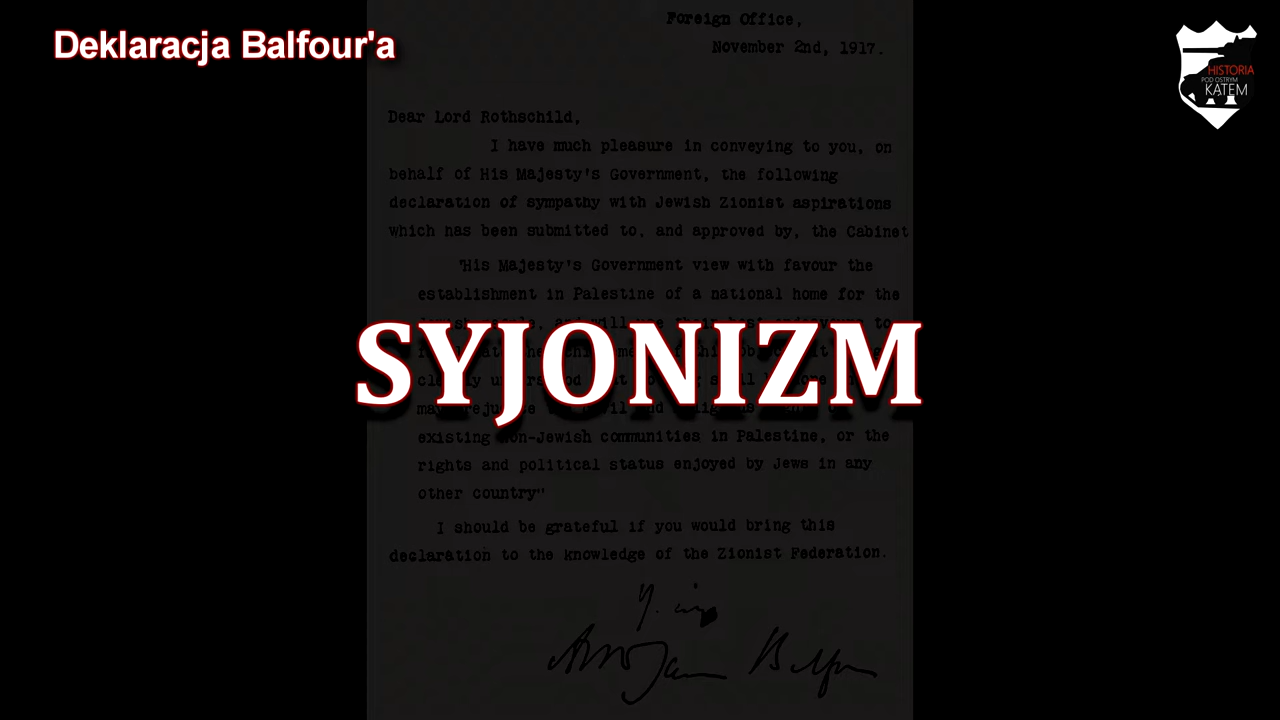 Deklaracja Balfour'a
HISTORIA
POD OSTRYM
KĄTEM
Foreign Office,
November 2nd, 1917.
Dear Lord Rothschild,
I have much pleasure in conveying to you, on
behalf of His Majesty's Government, the following
declaration of sympathy with Jewish Zionist aspirations
which has been submitted to, and approved by, the Cabinet
"His Majesty's Government view with favour the
establishment in Palestine of a national home for the
SYJONIZM
existing non-Jewish communities in Palestine, or the
rights and political status enjoyed by Jews in any
other country"
I should be grateful if you would bring this
declaration to the knowledge of the Zionist Federation.